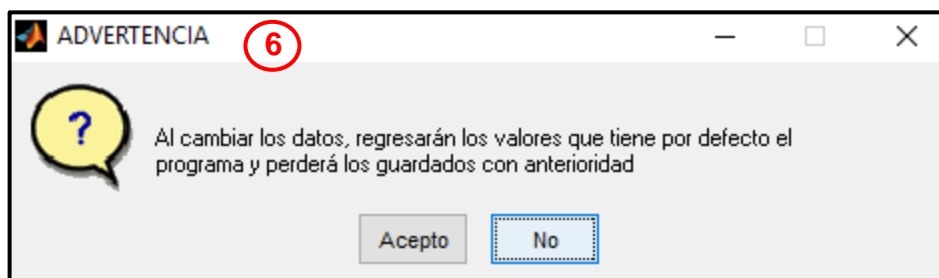 ADVERTENCIA
6
?
Al cambiar los datos, regresarán los valores que tiene por defecto el
programa y perderá los guardados con anterioridad
Acepto No